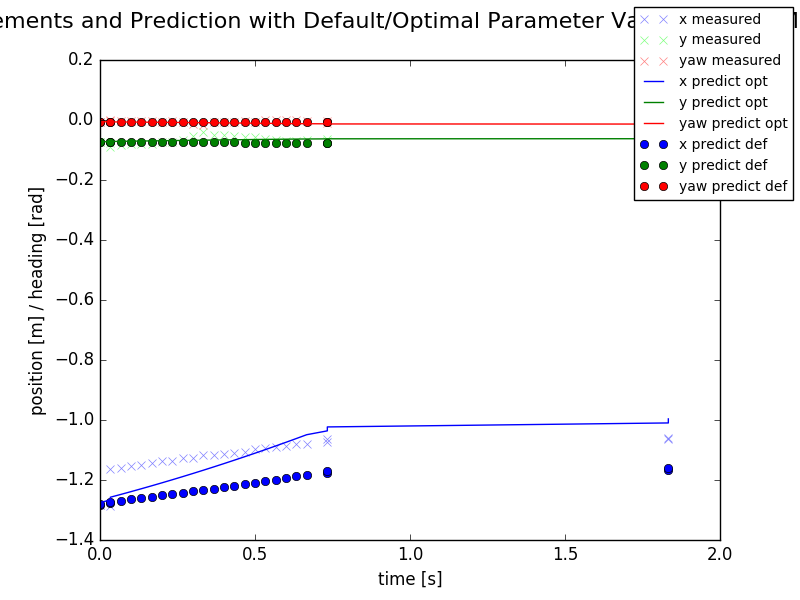 and Prediction with Default/Optimal Parameter
x measured
y measured
yaw measured
x predict opt
y predict opt
yaw predict opt
x predict def
y predict def
yaw predict def
0.2
0.0
−0.2
−0.4
−0.6
−0.8
−1.0
−1.2
−1.4
position [m] / heading [rad]
0.0
0.5
1.0
1.5
2.0
time [s]